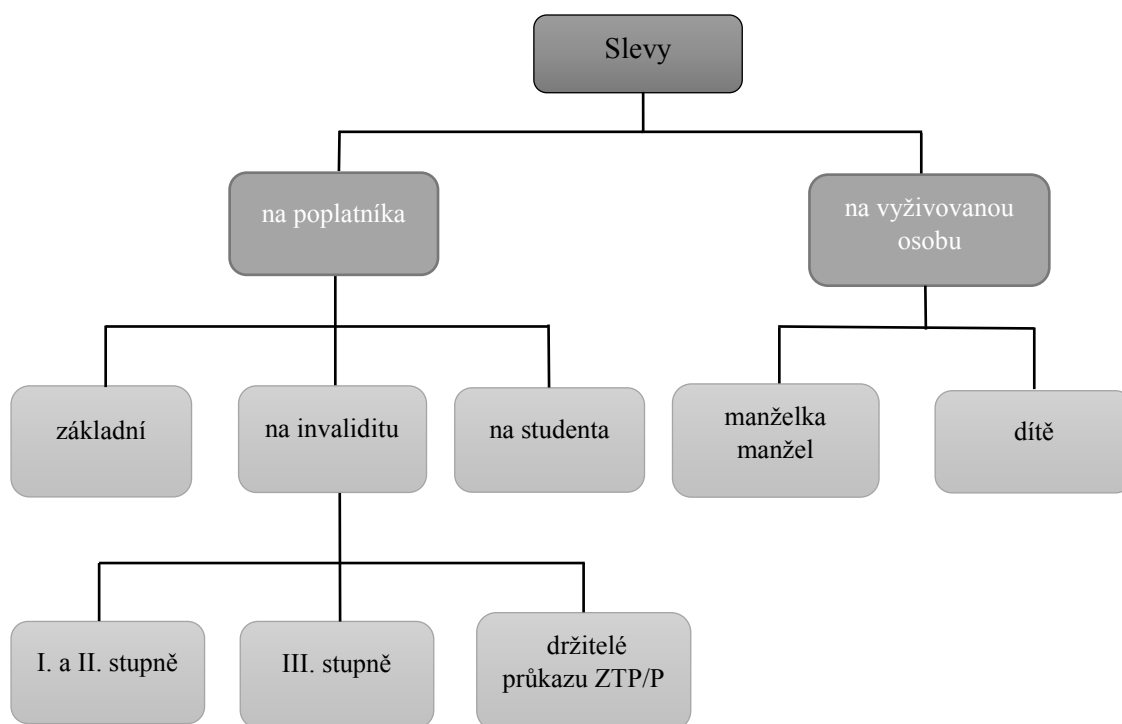 Slevy
na poplatníka
na vyživovanou
osobu
základní
na invaliditu
na studenta
manželka
manžel
dítě
I. a II. stupně
III. stupně
držitelé
průkazu ZTP/P